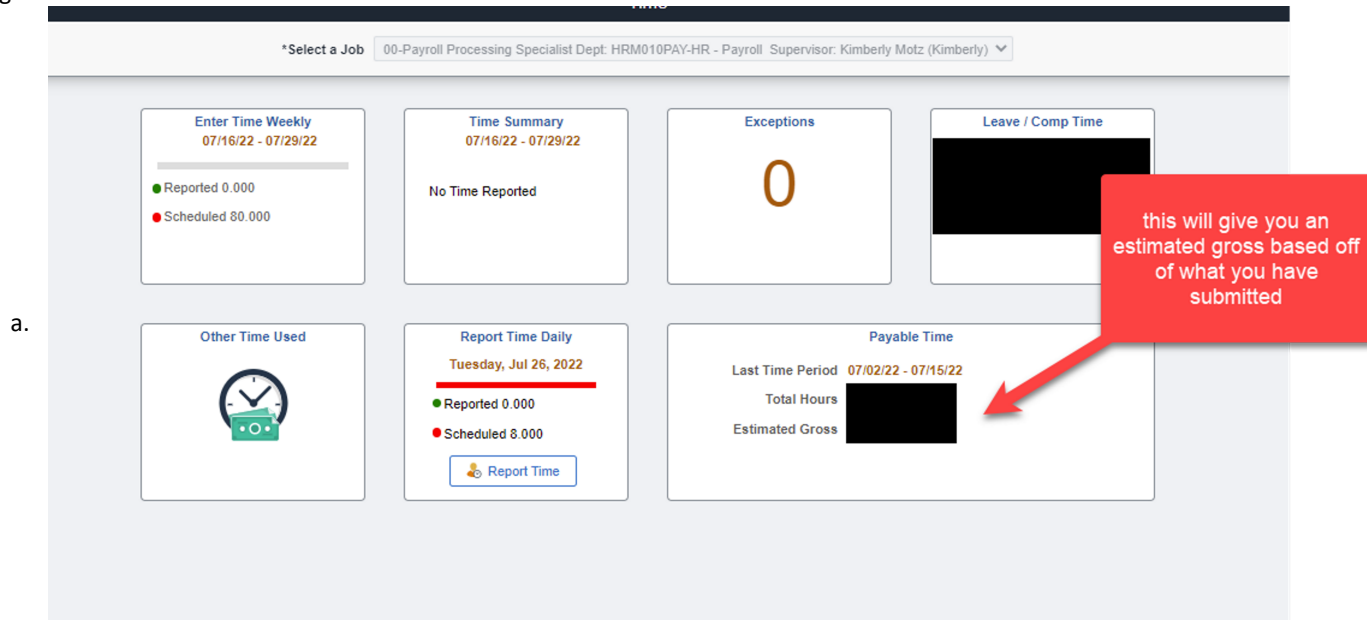 *Select a Job 00-Payroll Processing Specialist Dept: HRM010PAY-HR - Payroll Supervisor: Kimberly Motz (Kimberly)
Enter Time Weekly
07/16/22 - 07/29/22
Reported 0.000
Scheduled 80.000
Time Summary
07/16/22 - 07/29/22
No Time Reported
Exceptions
0
Leave / Comp Time
this will give you an
estimated gross based off
of what you have
submitted
a.
Other Time Used
Report Time Daily
Tuesday, Jul 26, 2022
Reported 0.000
Scheduled 8.000
Report Time
Payable Time
Last Time Period 07/02/22 - 07/15/22
Total Hours
Estimated Gross